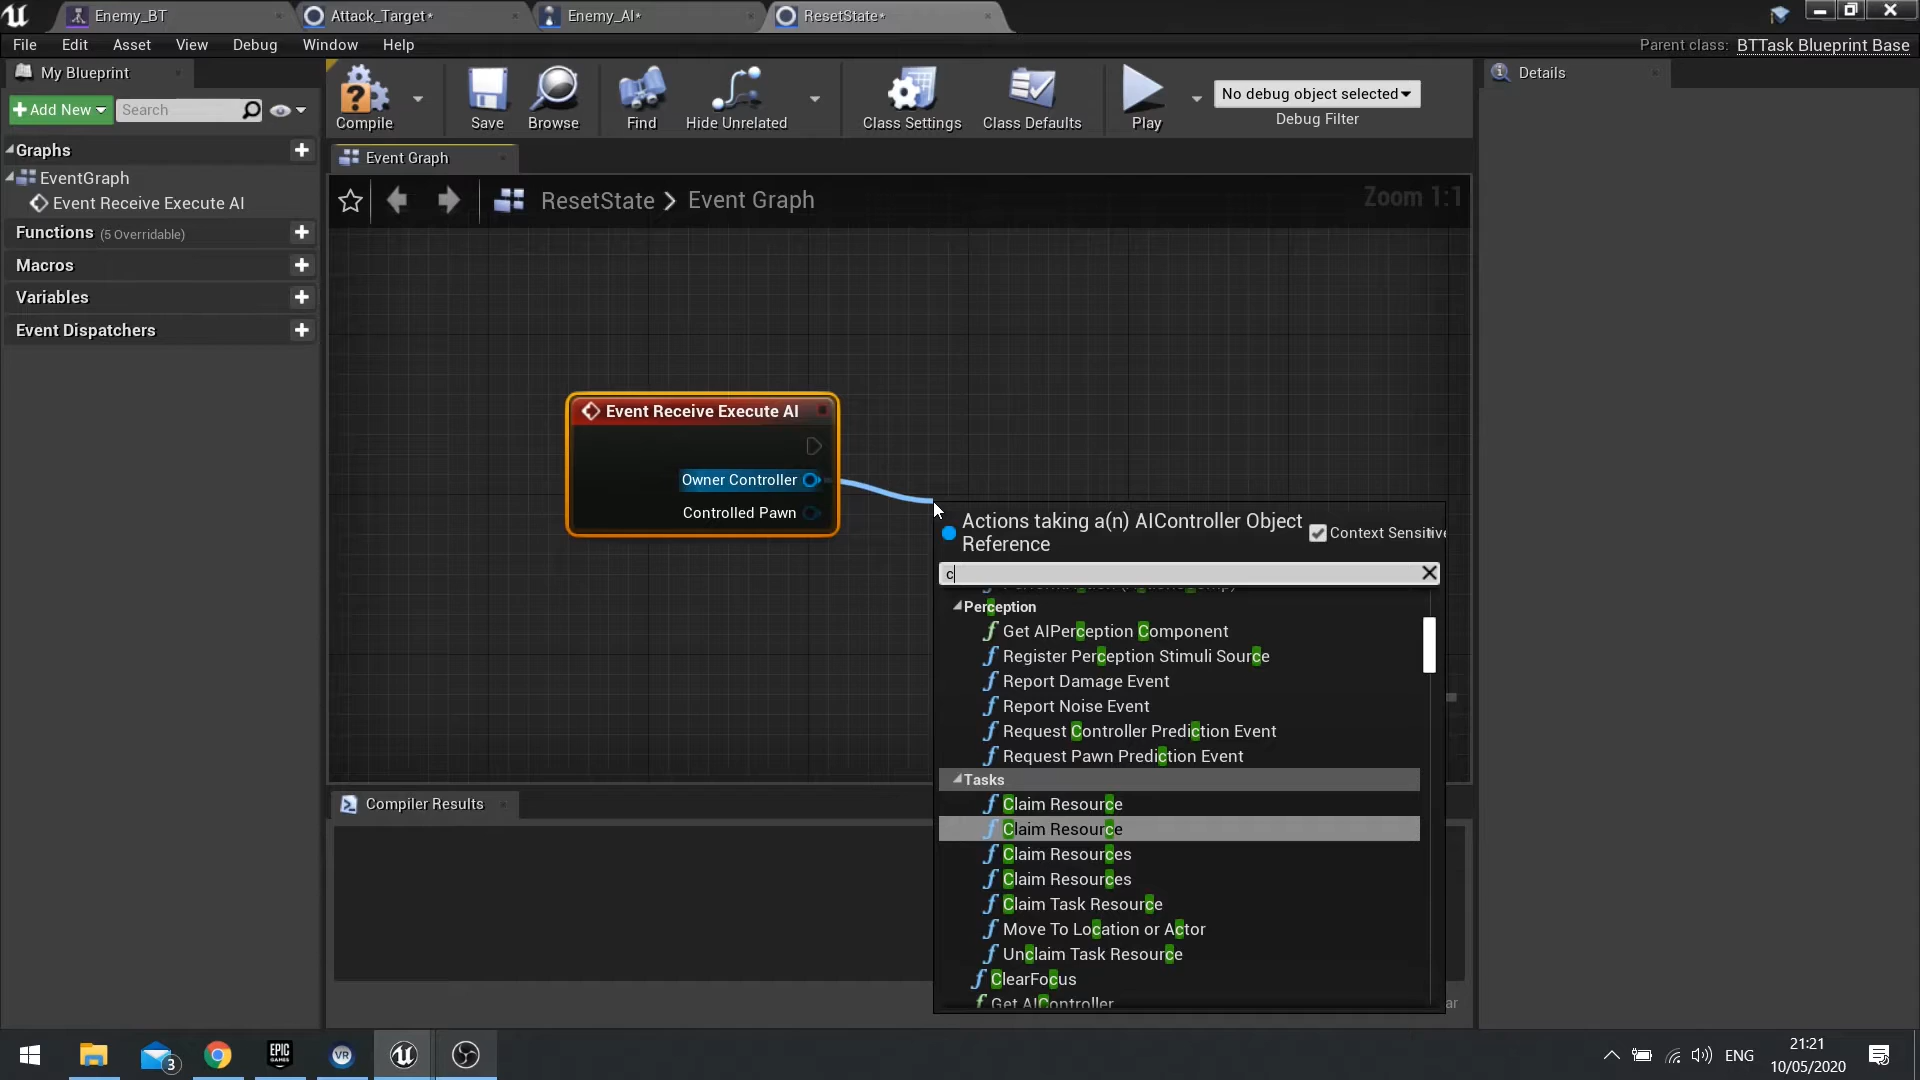 Enemy_BT
Attack_Target*
Enemy_AI*
ResetState*
File Edit Asset View Debug Window Help
Parent class: BTTask Blueprint Base
My Blueprint
Add New
Search
Compile
Save
Browse
Find
Hide Unrelated
Class Settings
Class Defaults
Play
No debug object selected
Debug Filter
Details
Graphs
EventGraph
Event Receive Execute AI
Functions (5 Overridable)
Macros
Variables
Event Dispatchers
Event Graph
ResetState > Event Graph
Zoom 1:1
Event Receive Execute AI
Owner Controller
Controlled Pawn
Actions taking a(n) AIController Object
Reference
Context Sensitive
c
Perception
Get AIPerception Component
Register Perception Stimuli Source
Report Damage Event
Report Noise Event
Request Controller Prediction Event
Request Pawn Prediction Event
Tasks
Claim Resource
Claim Resource
Claim Resources
Claim Resources
Claim Task Resource
Move To Location or Actor
Unclaim Task Resource
ClearFocus
Get AIController
Compiler Results
3
EPIC
GAMES
VR
ENG
21:21
10/05/2020